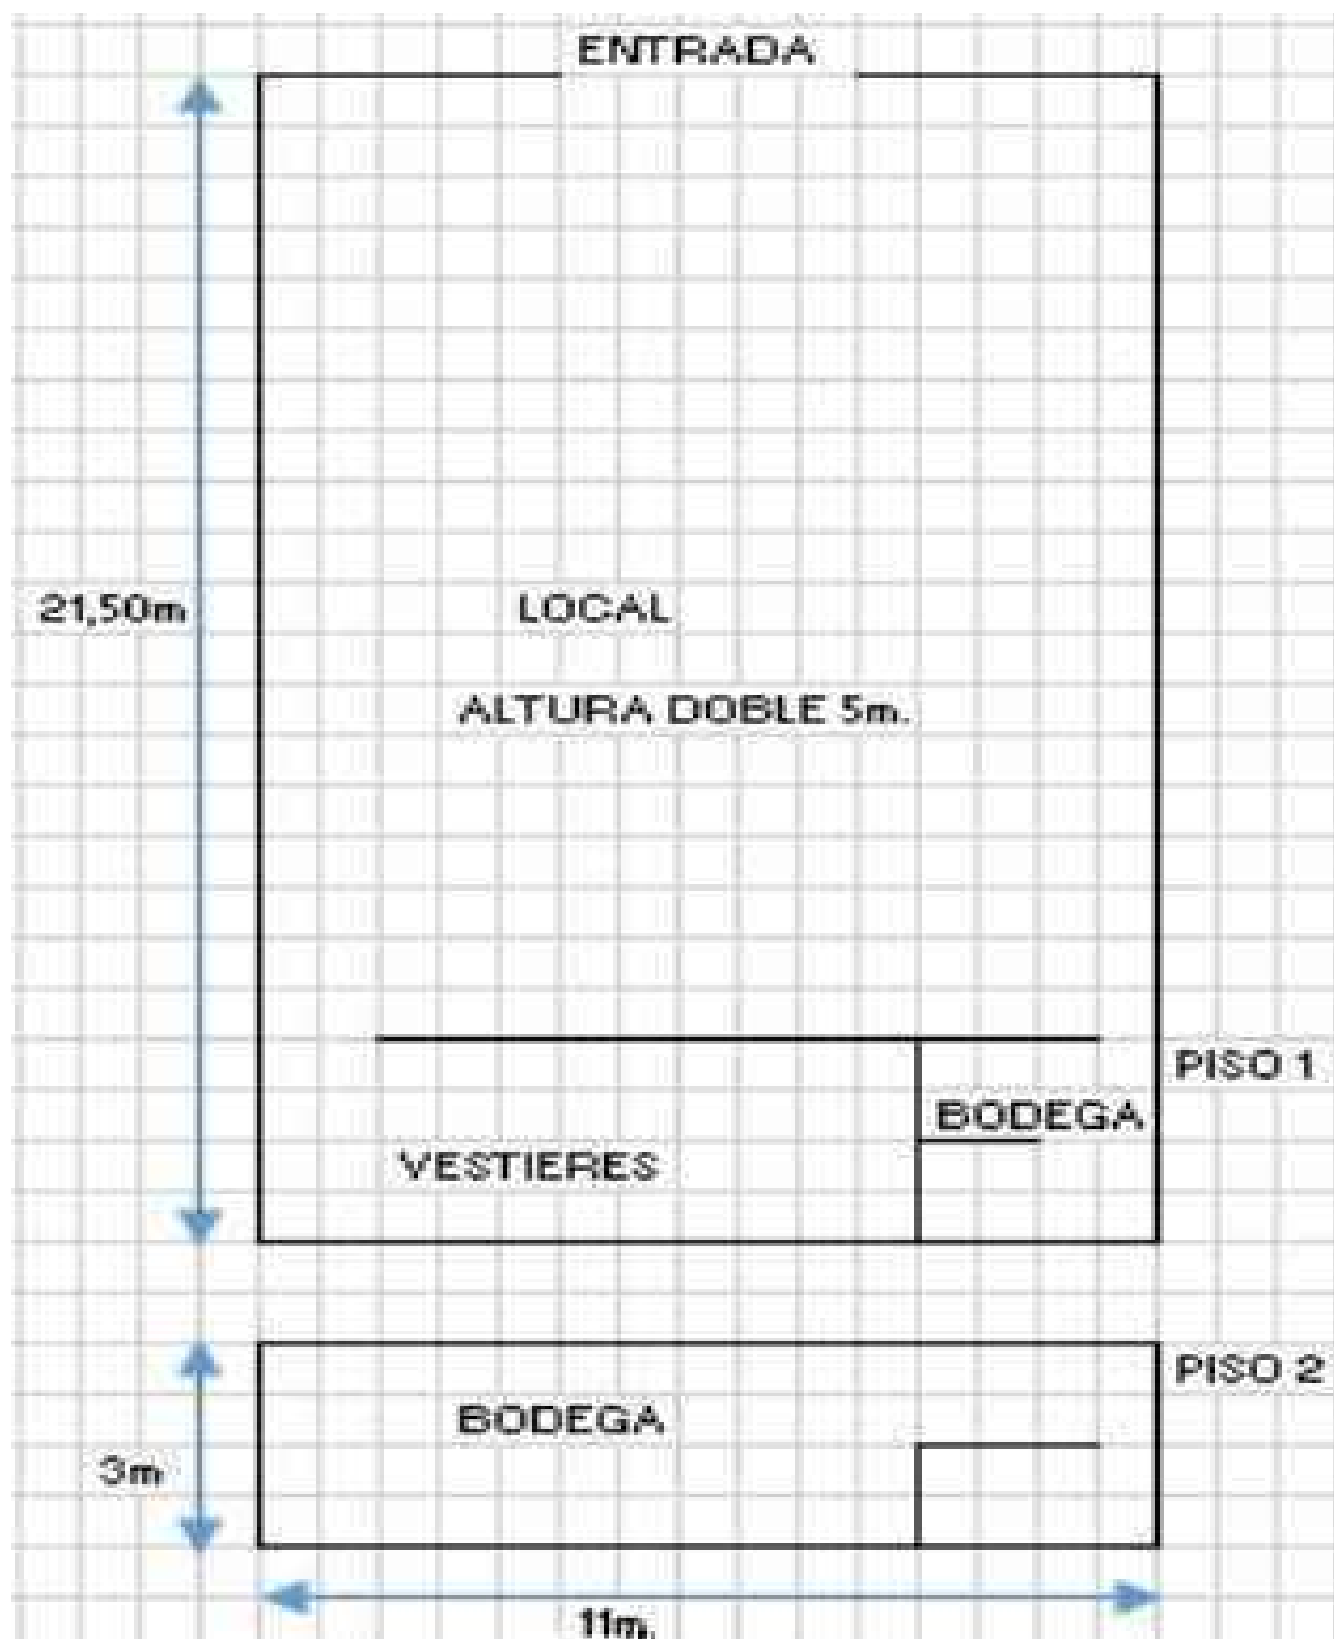 ENTRADA
21,50m
LOCAL
ALTURA DOBLE 5m.
PISO 1
BODEGA
VESTIERES
PISO 2
BODEGA
3m
11m.